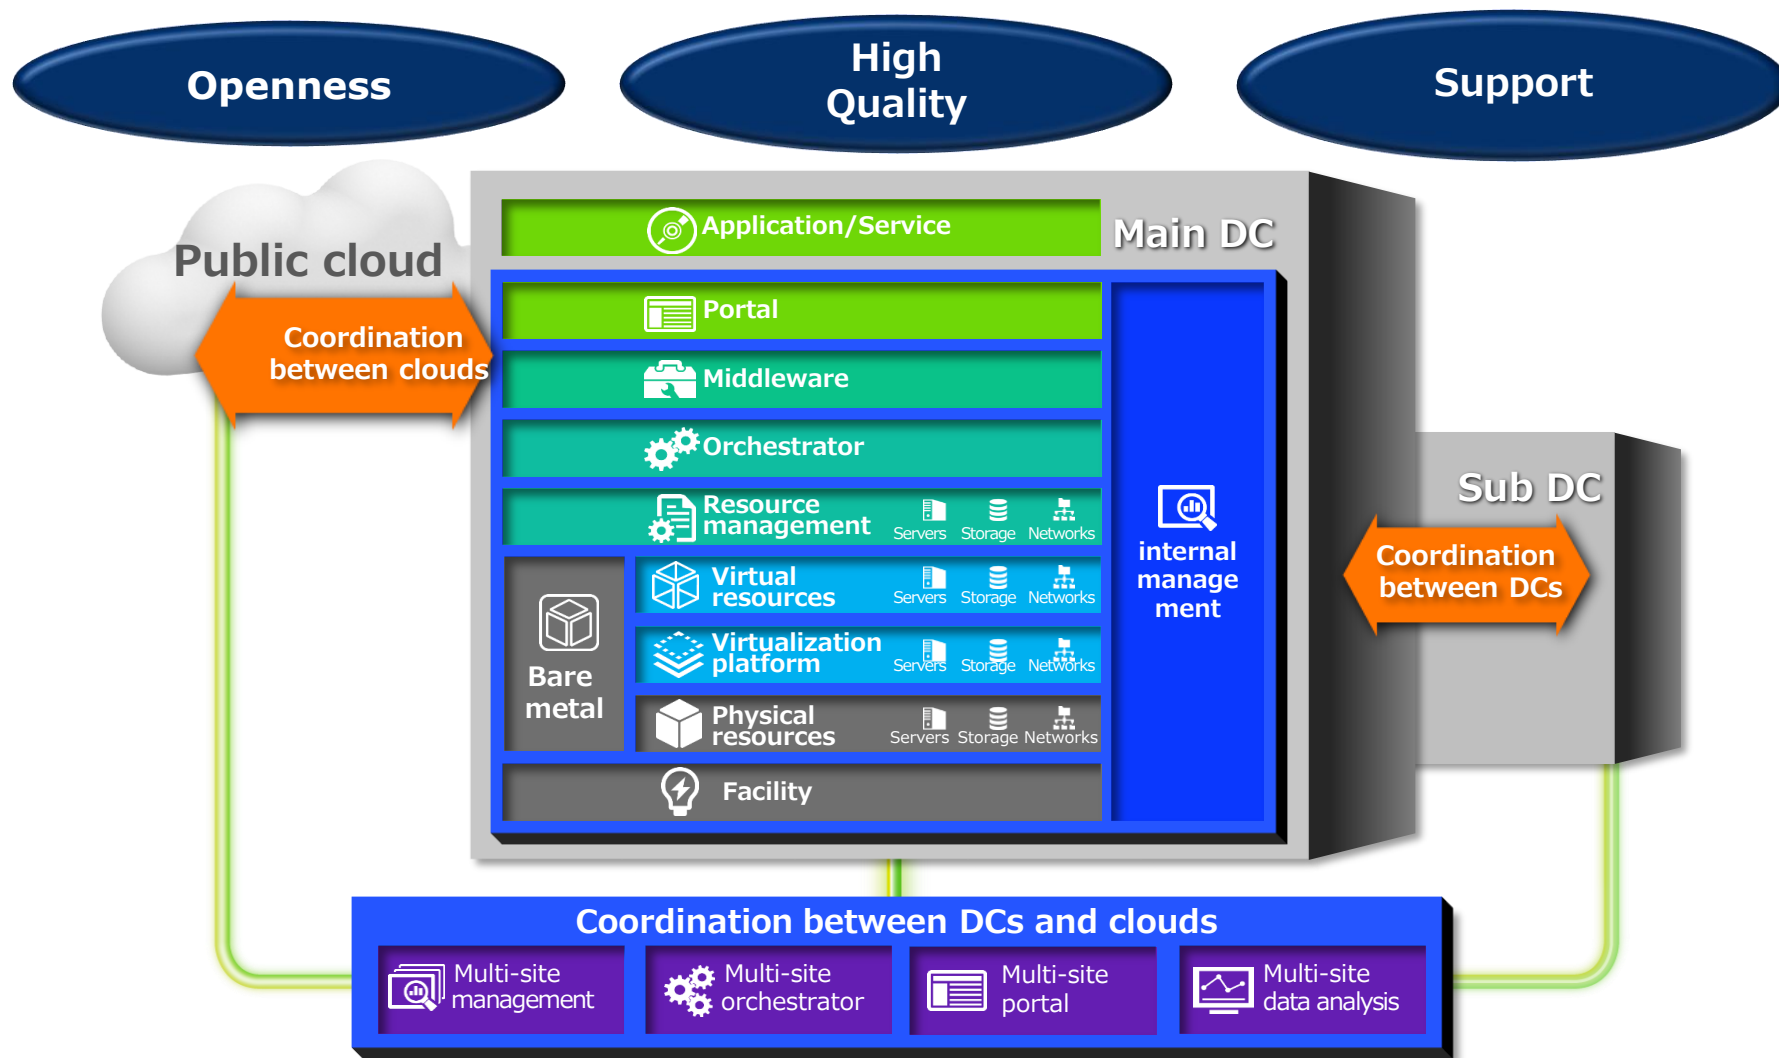 Openness
High
Quality
Support
Public cloud
Coordination
between clouds
Main DC
Application/Service
Portal
Middleware
Orchestrator
Resource
management
Servers Storage Networks
Virtual
resources
Servers Storage Networks
Virtualization
platform
Servers Storage Networks
Physical
resources
Servers Storage Networks
Bare
metal
Facility
internal
manage
ment
Sub DC
Coordination
between DCs
Coordination between DCs and clouds
Multi-site
management
Multi-site
orchestrator
Multi-site
portal
Multi-site
data analysis